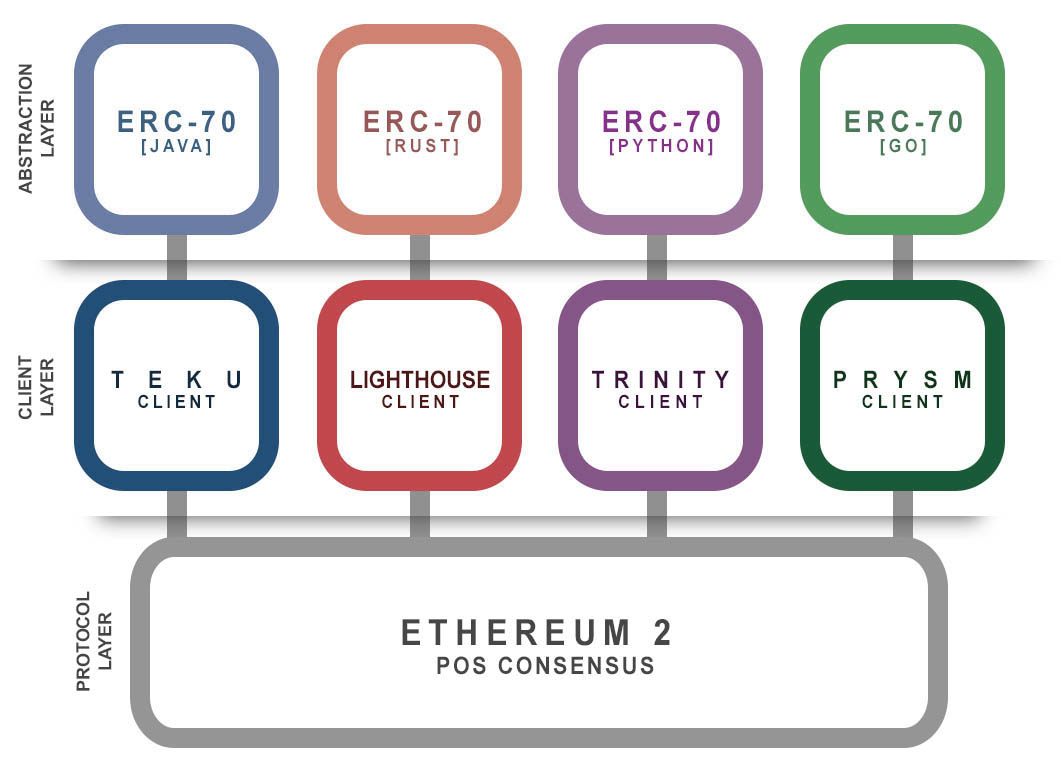 ABSTRACTION
LAYER
ERC-70
[JAVA]
ERC-70
[RUST]
ERC-70
[PYTHON]
ERC-70
[GO]
CLIENT
LAYER
TEKU
CLIENT
LIGHTHOUSE
CLIENT
TRINITY
CLIENT
PRYSM
CLIENT
PROTOCOL
LAYER
ETHEREUM 2
POS CONSENSUS